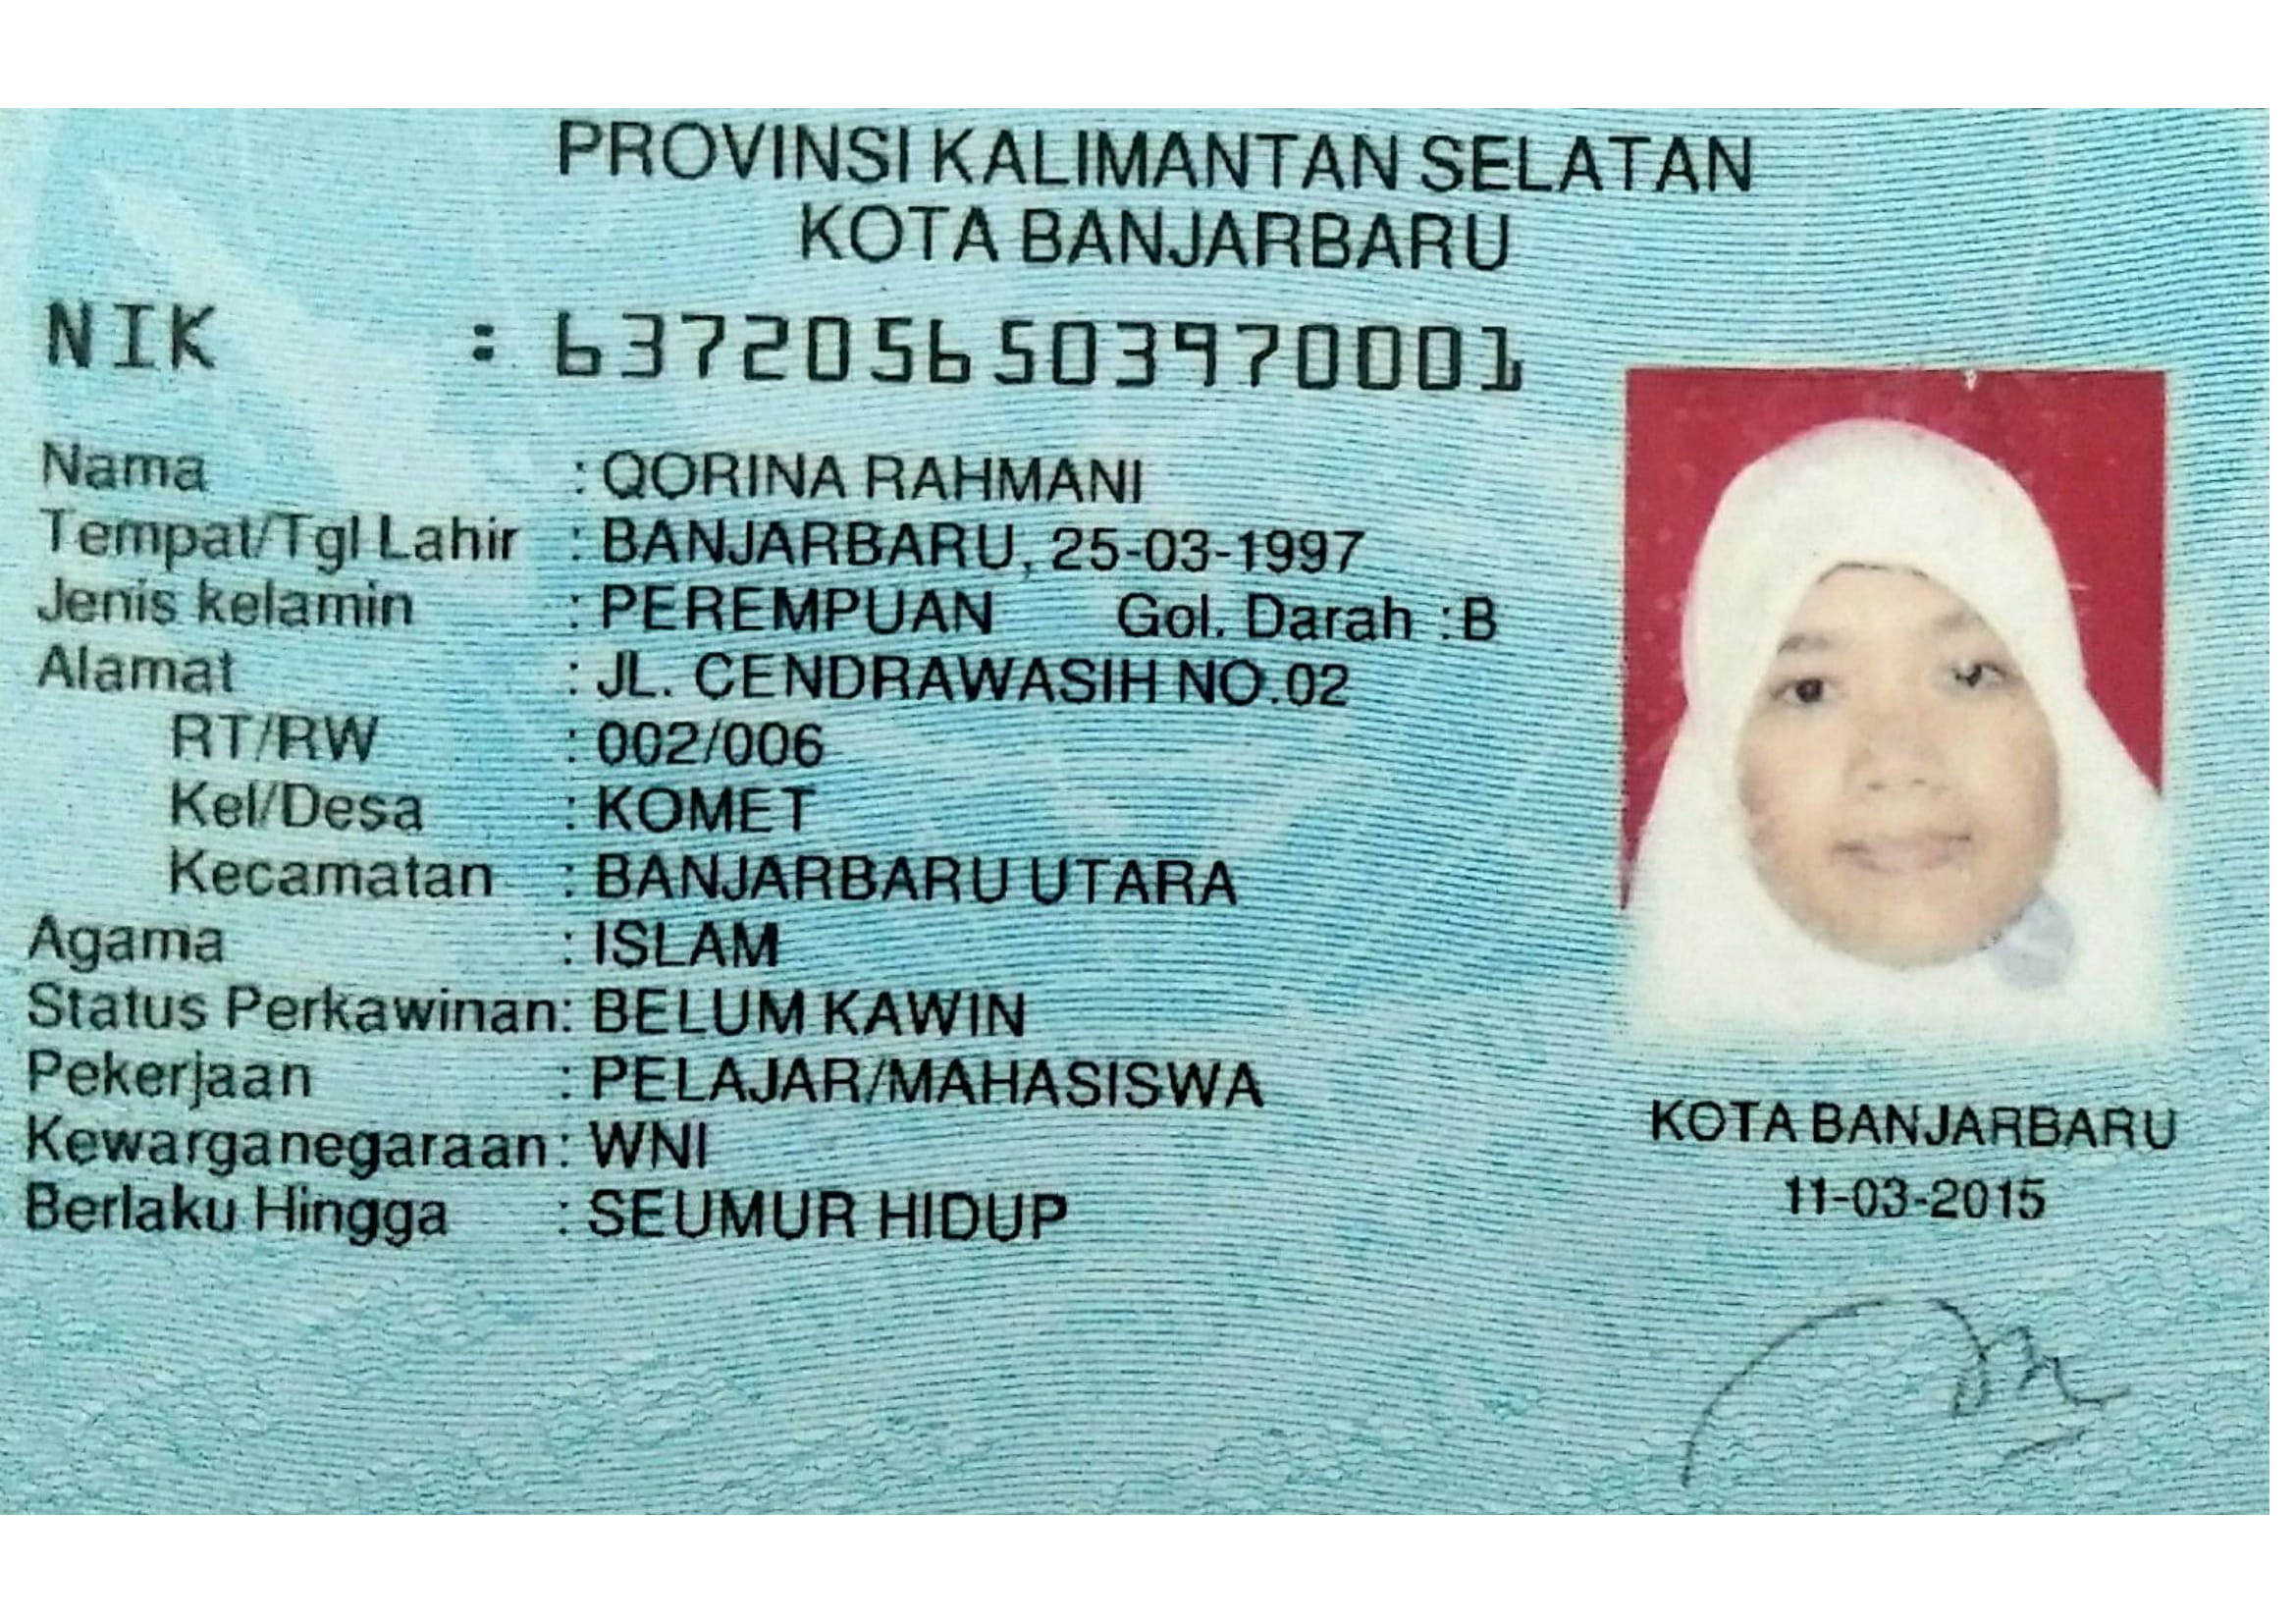 PROVINSI KALIMANTAN SELATAN
KOTA BANJARBARU
NIK : 6372056503970001
Nama : QORINA RAHMANI
Tempat/Tgl Lahir : BANJARBARU, 25-03-1997
Jenis kelamin : PEREMPUAN Gol. Darah : B
Alamat : JL. CENDRAWASIH NO.02
RT/RW : 002/006
Kel/Desa : KOMET
Kecamatan : BANJARBARU UTARA
Agama : ISLAM
Status Perkawinan: BELUM KAWIN
Pekerjaan : PELAJAR/MAHASISWA
Kewarganegaraan: WNI
Berlaku Hingga : SEUMUR HIDUP
KOTA BANJARBARU
11-03-2015